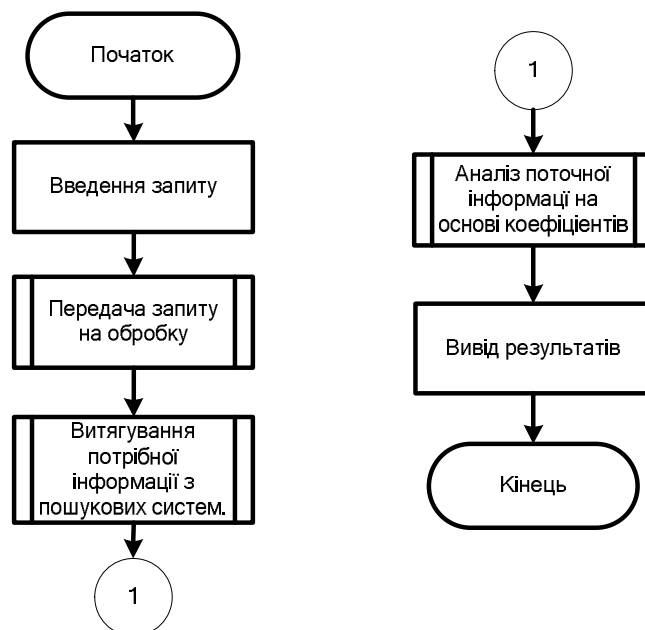 Початок
Введення запиту
Передача запиту
на обробку
Витягування
потрібної
інформації з
пошукових систем.
1
1
Аналіз поточної
інформації на
основі коефіціентів
Вивід результатів
Кінець